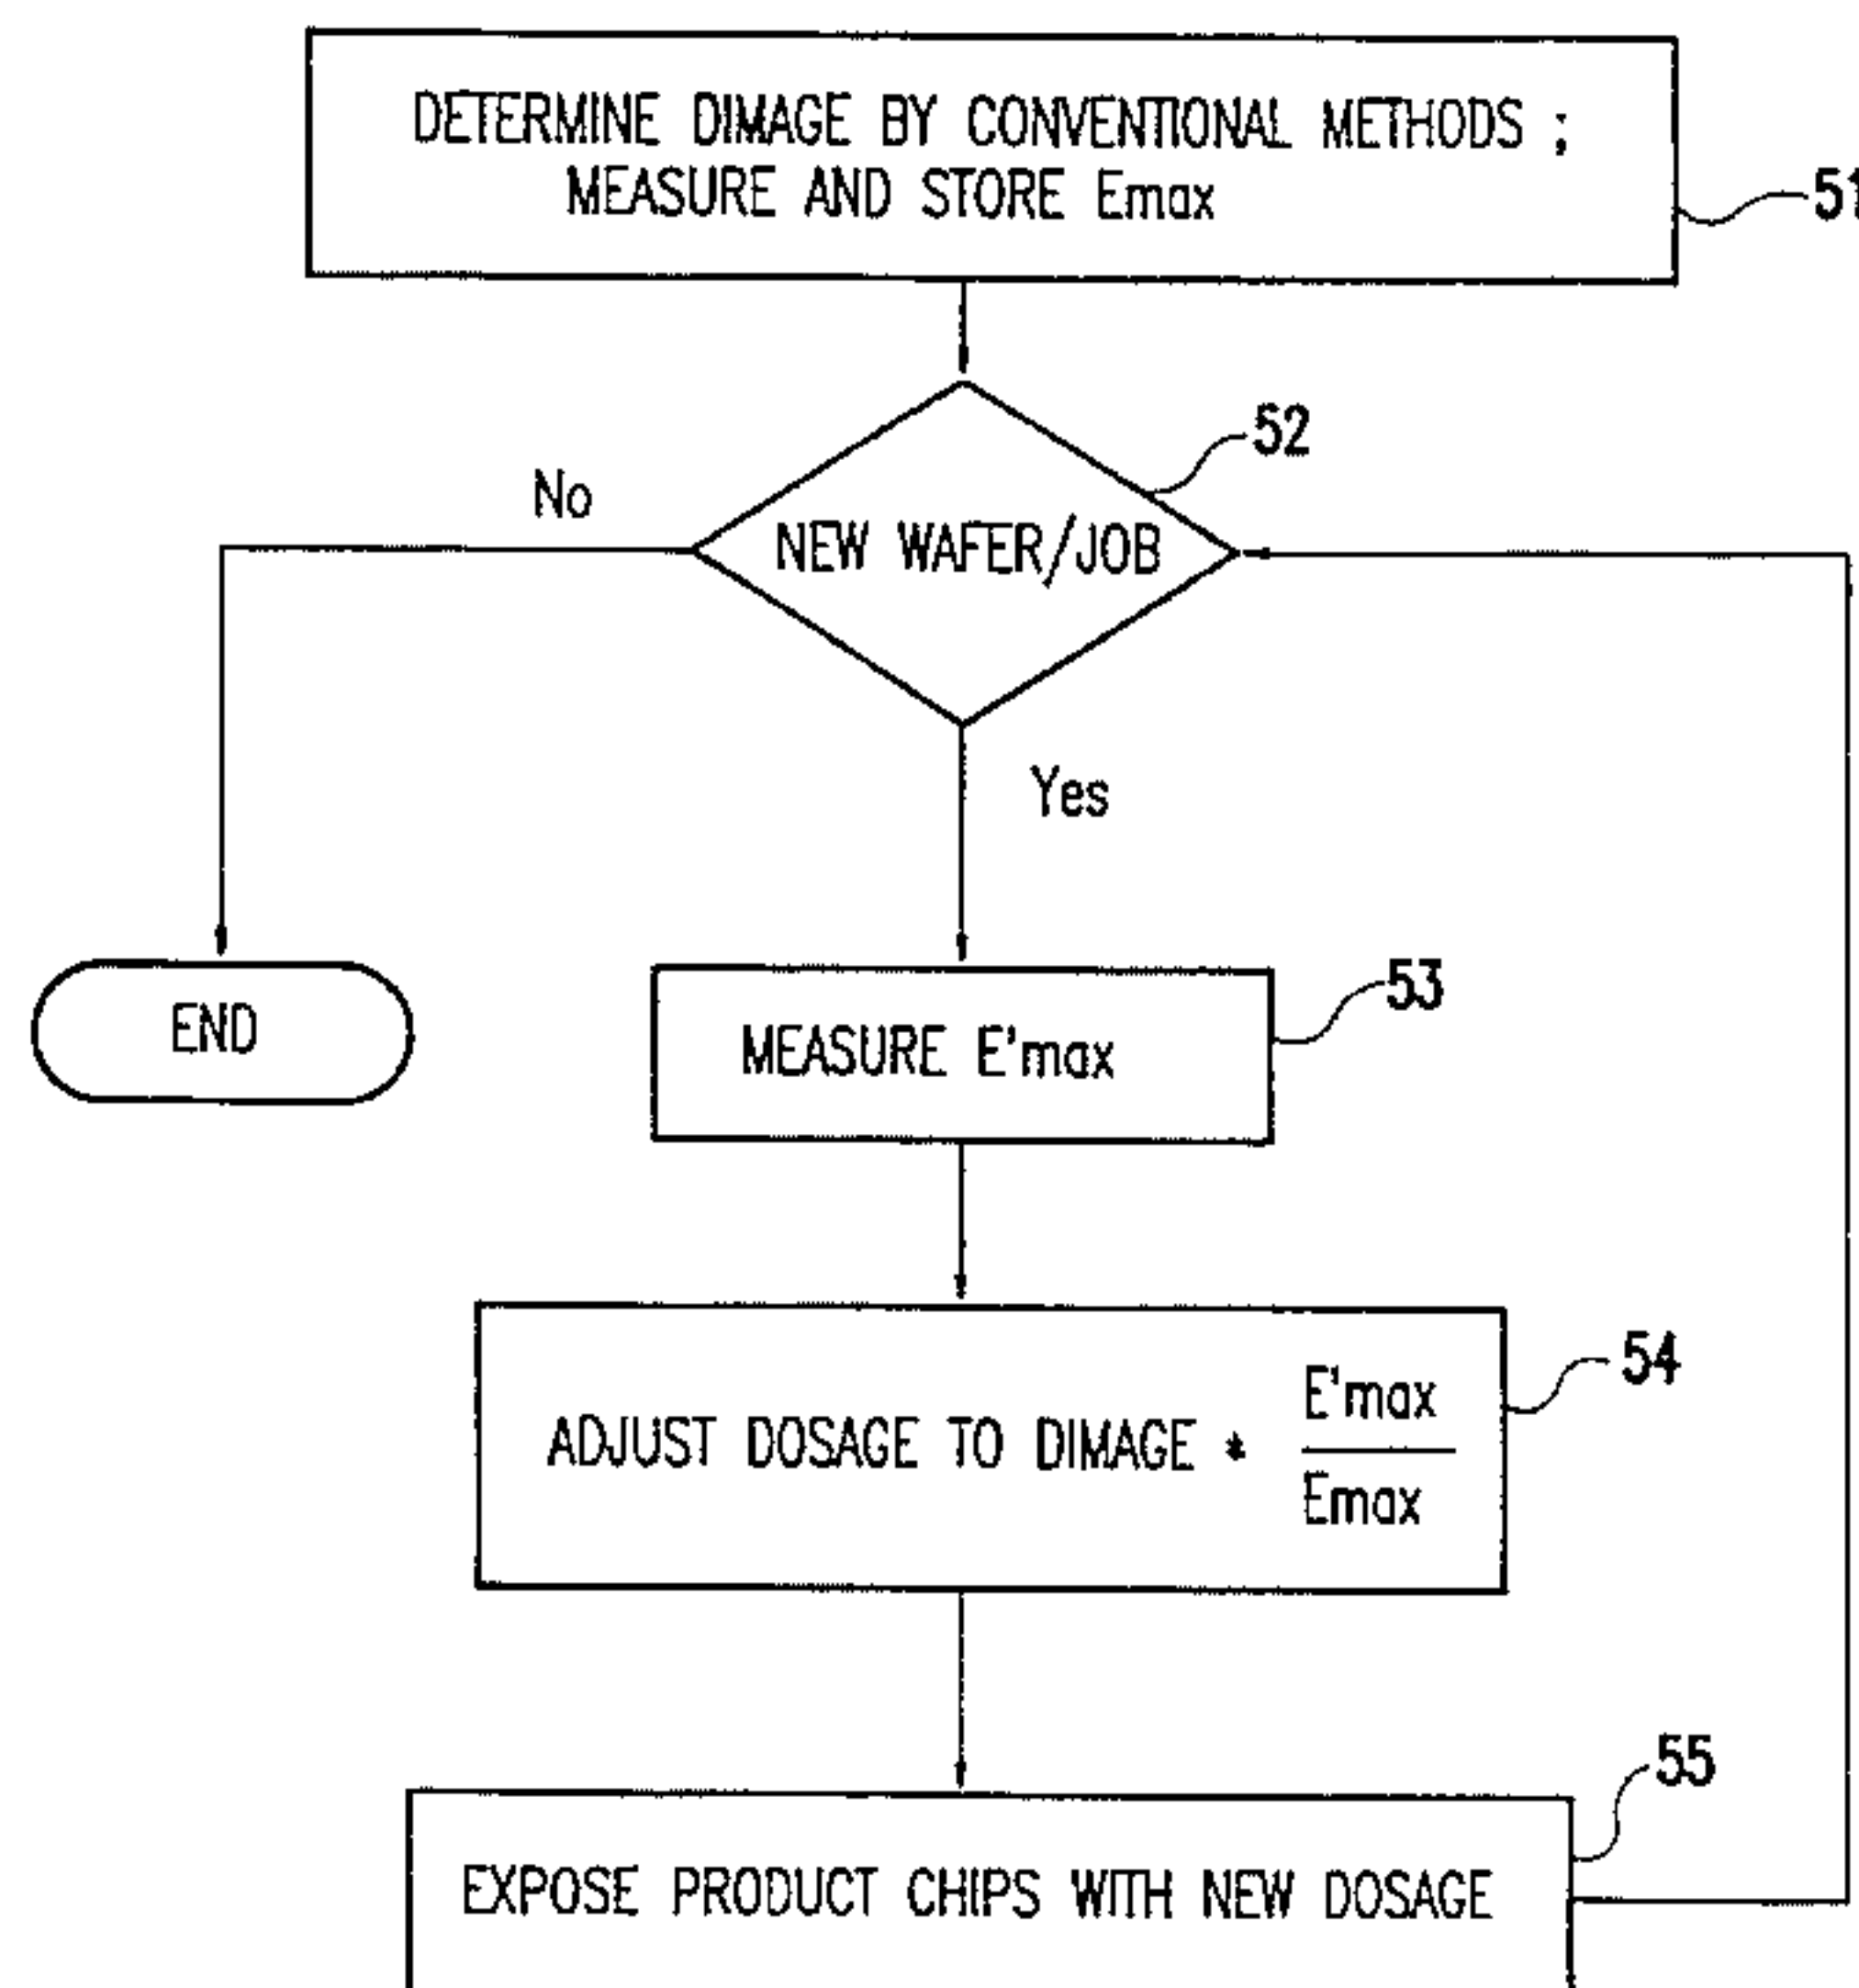 DETERMINE DIMAGE BY CONVENTIONAL METHODS ;
MEASURE AND STORE Emax
51
52
No
NEW WAFER/JOB
Yes
END
MEASURE E'max
53
ADJUST DOSAGE TO DIMAGE * E'max
Emax
54
55
EXPOSE PRODUCT CHIPS WITH NEW DOSAGE